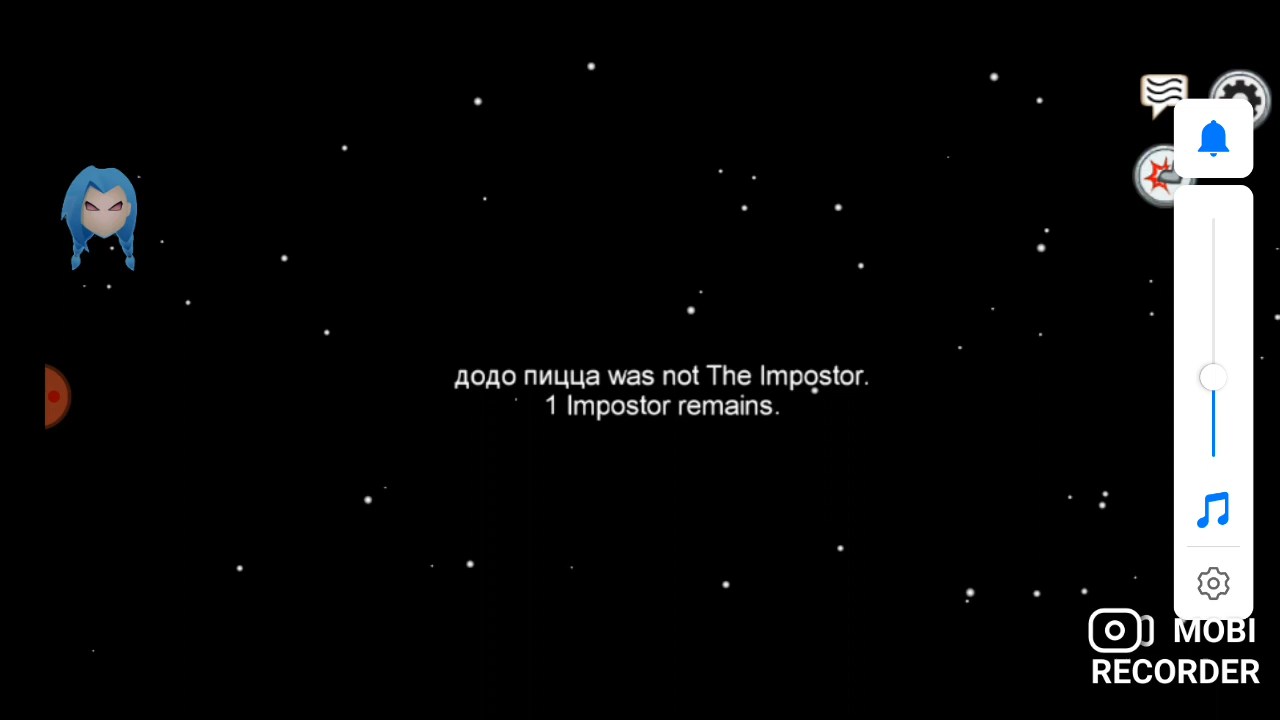 додо пицца was not The Impostor.
1 Impostor remains.
MOBI
RECORDER